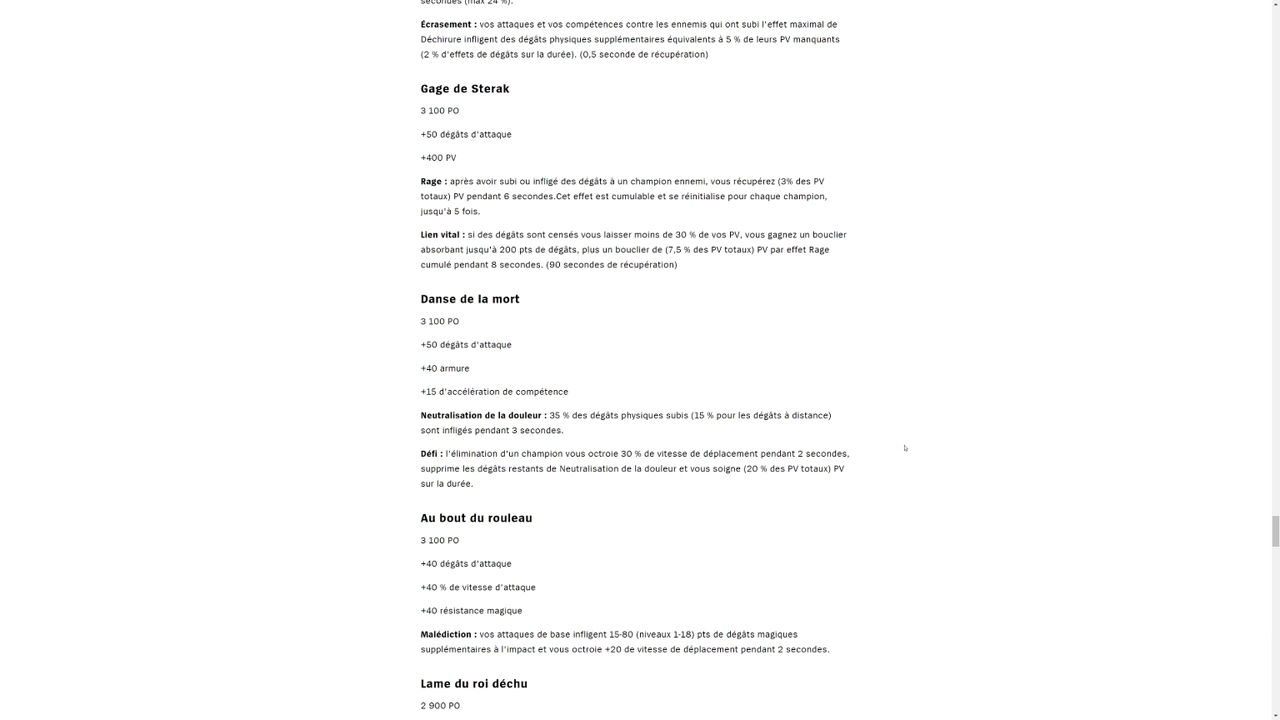 secondes (max 24 %).
Écrasement : vos attaques et vos compétences contre les ennemis qui ont subi l'effet maximal de
Déchirure infligent des dégâts physiques supplémentaires équivalents à 5 % de leurs PV manquants
(2 % d'effets de dégâts sur la durée). (0,5 seconde de récupération)
Gage de Sterak
3 100 PO
+50 dégâts d'attaque
+400 PV
Rage : après avoir subi ou infligé des dégâts à un champion ennemi, vous récupérez (3% des PV
totaux) PV pendant 6 secondes.Cet effet est cumulable et se réinitialise pour chaque champion,
jusqu'à 5 fois.
Lien vital : si des dégâts sont censés vous laisser moins de 30 % de vos PV, vous gagnez un bouclier
absorbant jusqu'à 200 pts de dégâts, plus un bouclier de (7,5 % des PV totaux) PV par effet Rage
cumulé pendant 8 secondes. (90 secondes de récupération)
Danse de la mort
3 100 PO
+50 dégâts d'attaque
+40 armure
+15 d'accélération de compétence
Neutralisation de la douleur : 35 % des dégâts physiques subis (15 % pour les dégâts à distance)
sont infligés pendant 3 secondes.
Défi : l'élimination d'un champion vous octroie 30 % de vitesse de déplacement pendant 2 secondes,
supprime les dégâts restants de Neutralisation de la douleur et vous soigne (20 % des PV totaux) PV
sur la durée.
Au bout du rouleau
3 100 PO
+40 dégâts d'attaque
+40 % de vitesse d'attaque
+40 résistance magique
Malédiction : vos attaques de base infligent 15-80 (niveaux 1-18) pts de dégâts magiques
supplémentaires à l'impact et vous octroie +20 de vitesse de déplacement pendant 2 secondes.
Lame du roi déchu
2 900 PO